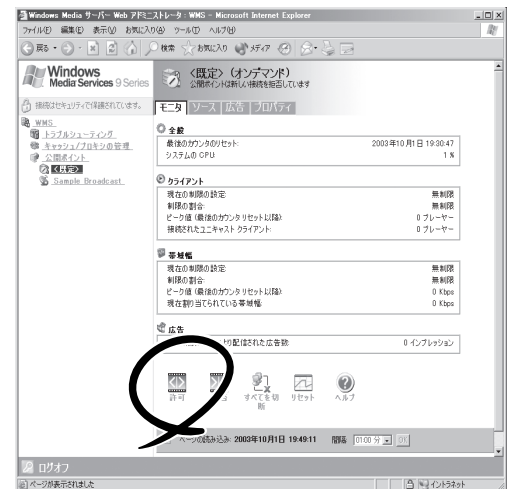 Windows Media サーバー Web アドミニストレータ : WMS - Microsoft Internet Explorer
ファイル(F) 編集(E) 表示(V) お気に入り(A) ツール(T) ヘルプ(H)
戻る 検索 お気に入り メディア
Windows
Media Services 9 Series
<既定> (オンデマンド)
公開ポイントは新しい接続を拒否しています
接続はセキュリティで保護されています。
モニタ ソース 広告 プロパティ
WMS
トラブルシューティング
キャッシュ/プロキシの管理
公開ポイント
<既定>
Sample Broadcast
全般
最後のカウンタのリセット: 2003年10月1日 19:30:47
システムの CPU: 1 %
クライアント
現在の制限の設定: 無制限
制限の割合: 無制限
ピーク値 (最後のカウンタ リセット以降): 0 プレーヤー
接続されたユニキャスト クライアント: 0 プレーヤー
帯域幅
現在の制限の設定: 無制限
制限の割合: 無制限
ピーク値 (最後のカウンタ リセット以降): 0 Kbps
現在割り当てられている帯域幅: 0 Kbps
広告
配信された広告数: 0 インプレッション
許可 すべてを切断 リセット ヘルプ
ページの読み込み: 2003年10月1日 19:49:11 間隔: 01:00 分 OK
ログオフ
ページが表示されました
イントラネット